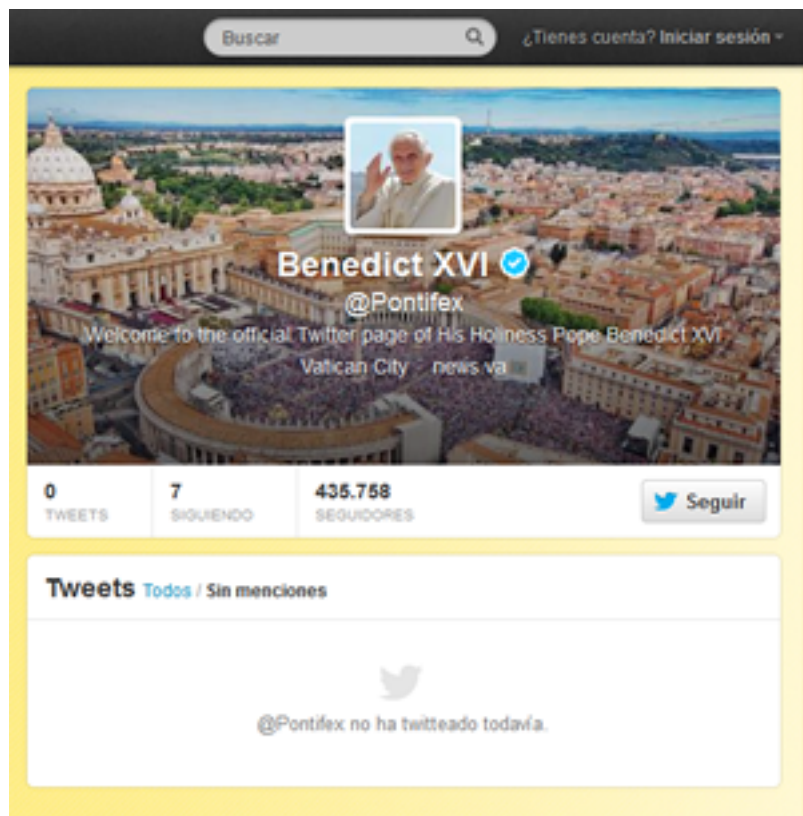 Buscar
¿Tienes cuenta? Iniciar sesión
Benedict XVI
@Pontifex
Welcome to the official Twitter page of His Holiness Pope Benedict XVI
Vatican City · news.va
0 7 435.758
TWEETS SIGUIENDO SEGUIDORES
Seguir
Tweets Todos / Sin menciones
@Pontifex no ha twitteado todavía.